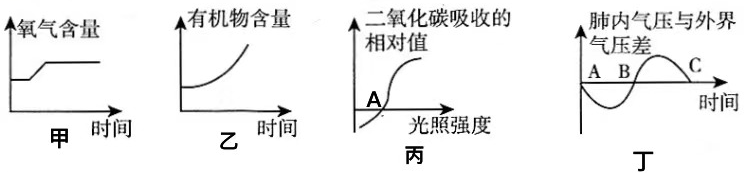 氧气含量
时间
甲
有机物含量
时间
乙
二氧化碳吸收的
相对值
A
光照强度
丙
肺内气压与外界
气压差
A B C
时间
丁